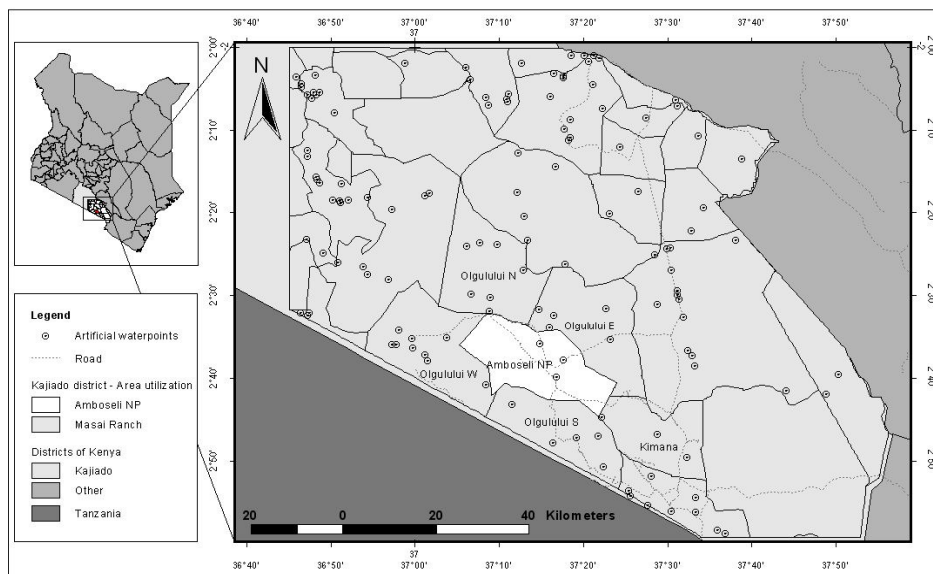 36°40' 36°50' 37°00' 37°10' 37°20' 37°30' 37°40' 37°50'
37
2°00'
N
2°10'
2°20'
2°30'
2°40'
2°50'
Olgulului N
Olgulului E
Amboseli NP
Olgulului W
Olgulului S
Kimana
Legend
Artificial waterpoints
Road
Kajiado district - Area utilization
Amboseli NP
Masai Ranch
Districts of Kenya
Kajiado
Other
Tanzania
20 0 20 40 Kilometers
36°40' 36°50' 37°00' 37°10' 37°20' 37°30' 37°40' 37°50'
37